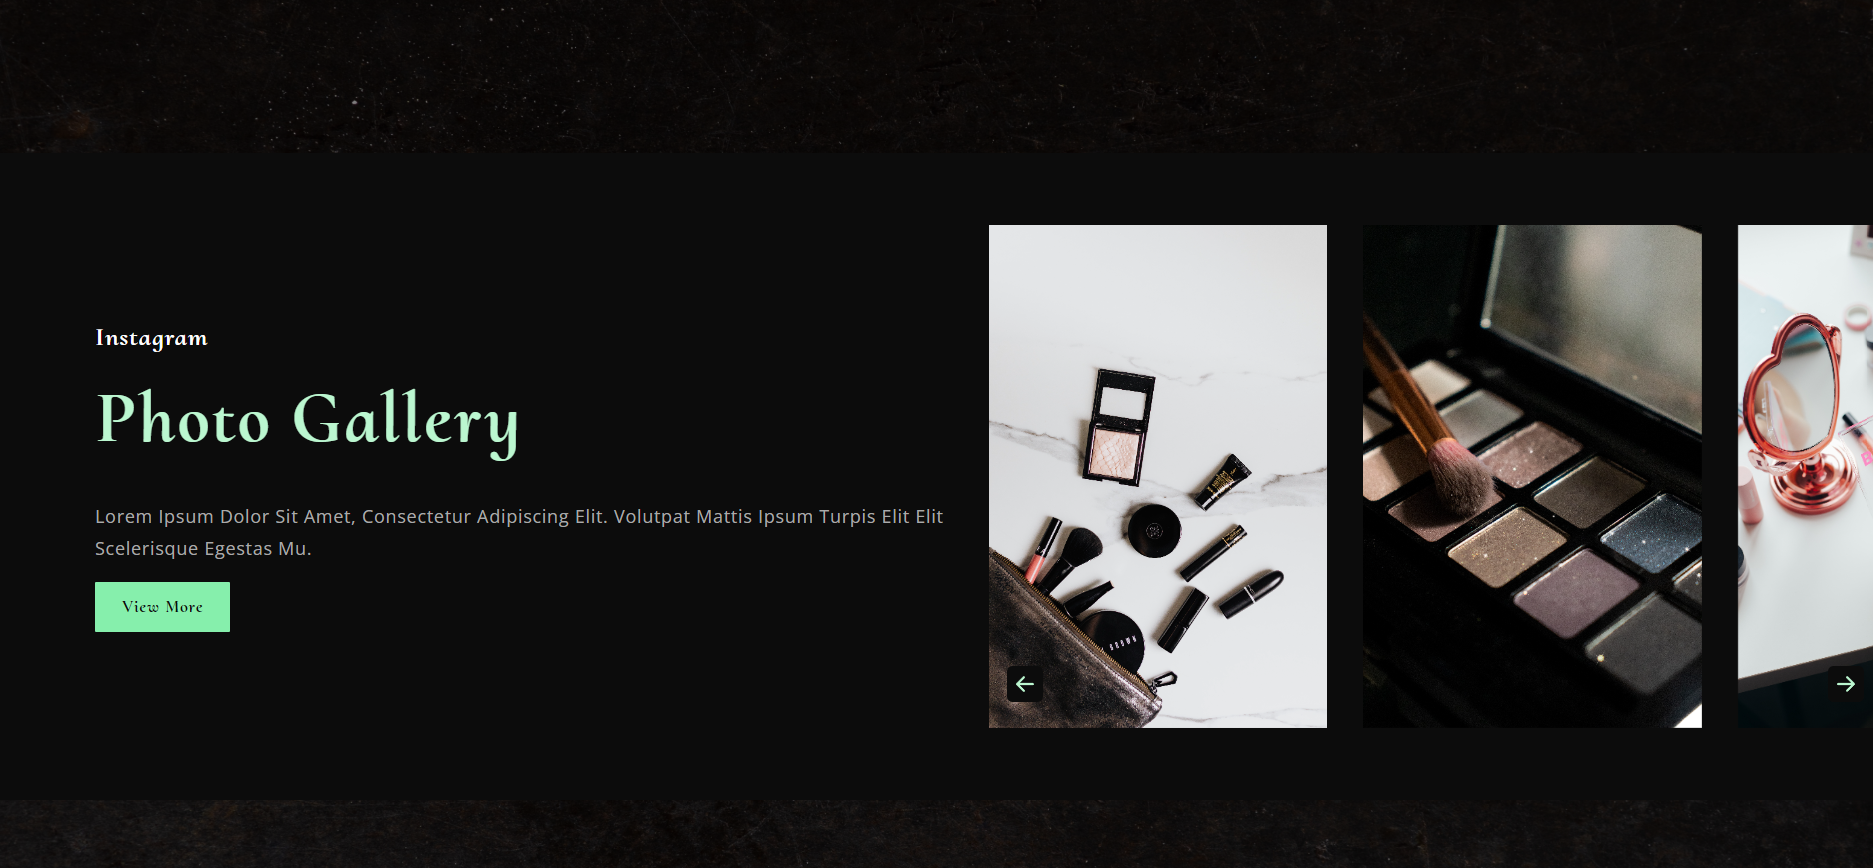 Instagram
Photo Gallery
Lorem Ipsum Dolor Sit Amet, Consectetur Adipiscing Elit. Volutpat Mattis Ipsum Turpis Elit Elit
Scelerisque Egestas Mu.
View More